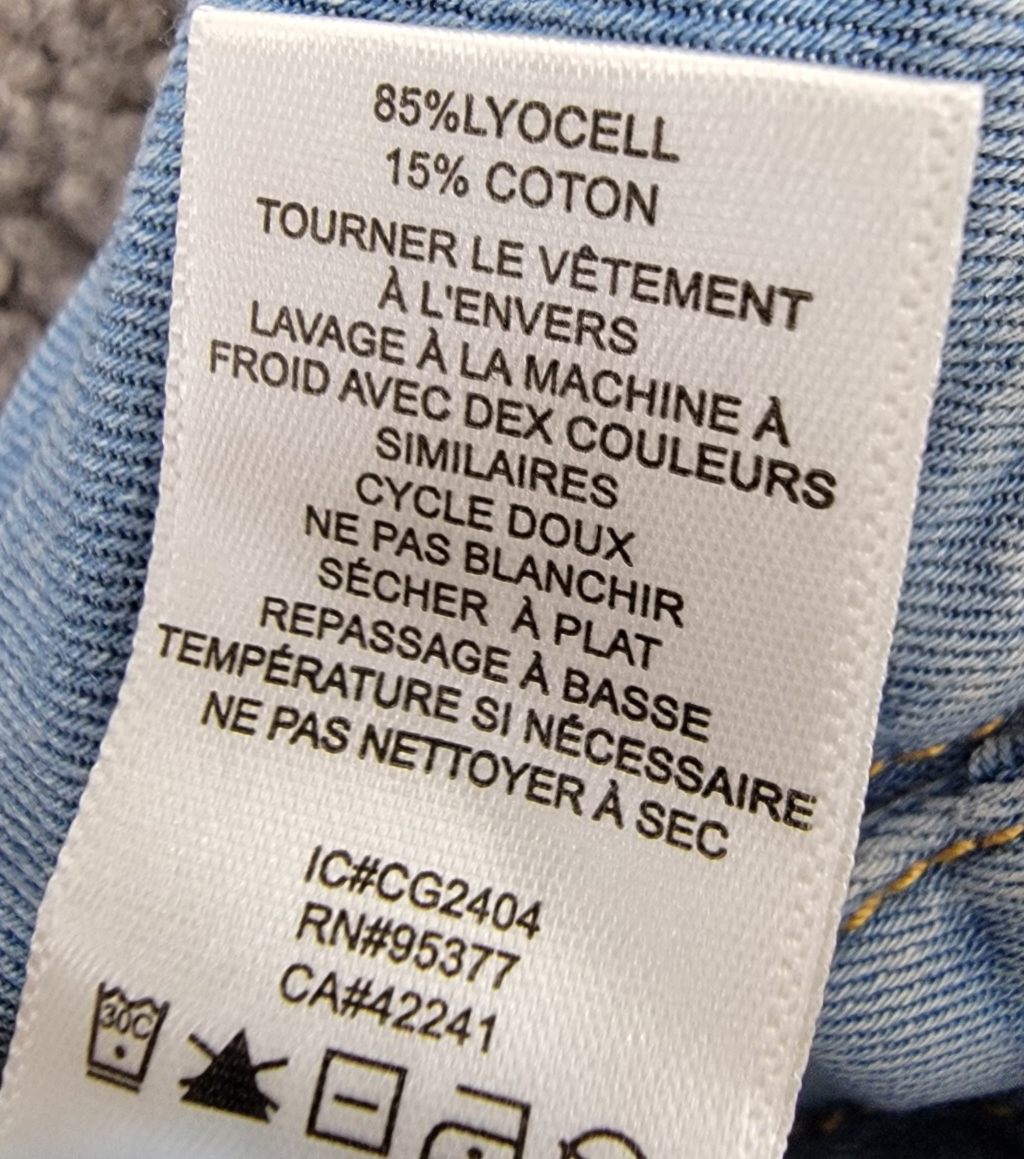 85%LYOCELL
15% COTON
TOURNER LE VÊTEMENT
À L'ENVERS
LAVAGE À LA MACHINE À
FROID AVEC DEX COULEURS
SIMILAIRES
CYCLE DOUX
NE PAS BLANCHIR
SÉCHER À PLAT
REPASSAGE À BASSE
TEMPÉRATURE SI NÉCESSAIRE
NE PAS NETTOYER À SEC
IC#CG2404
RN#95377
CA#42241
30C